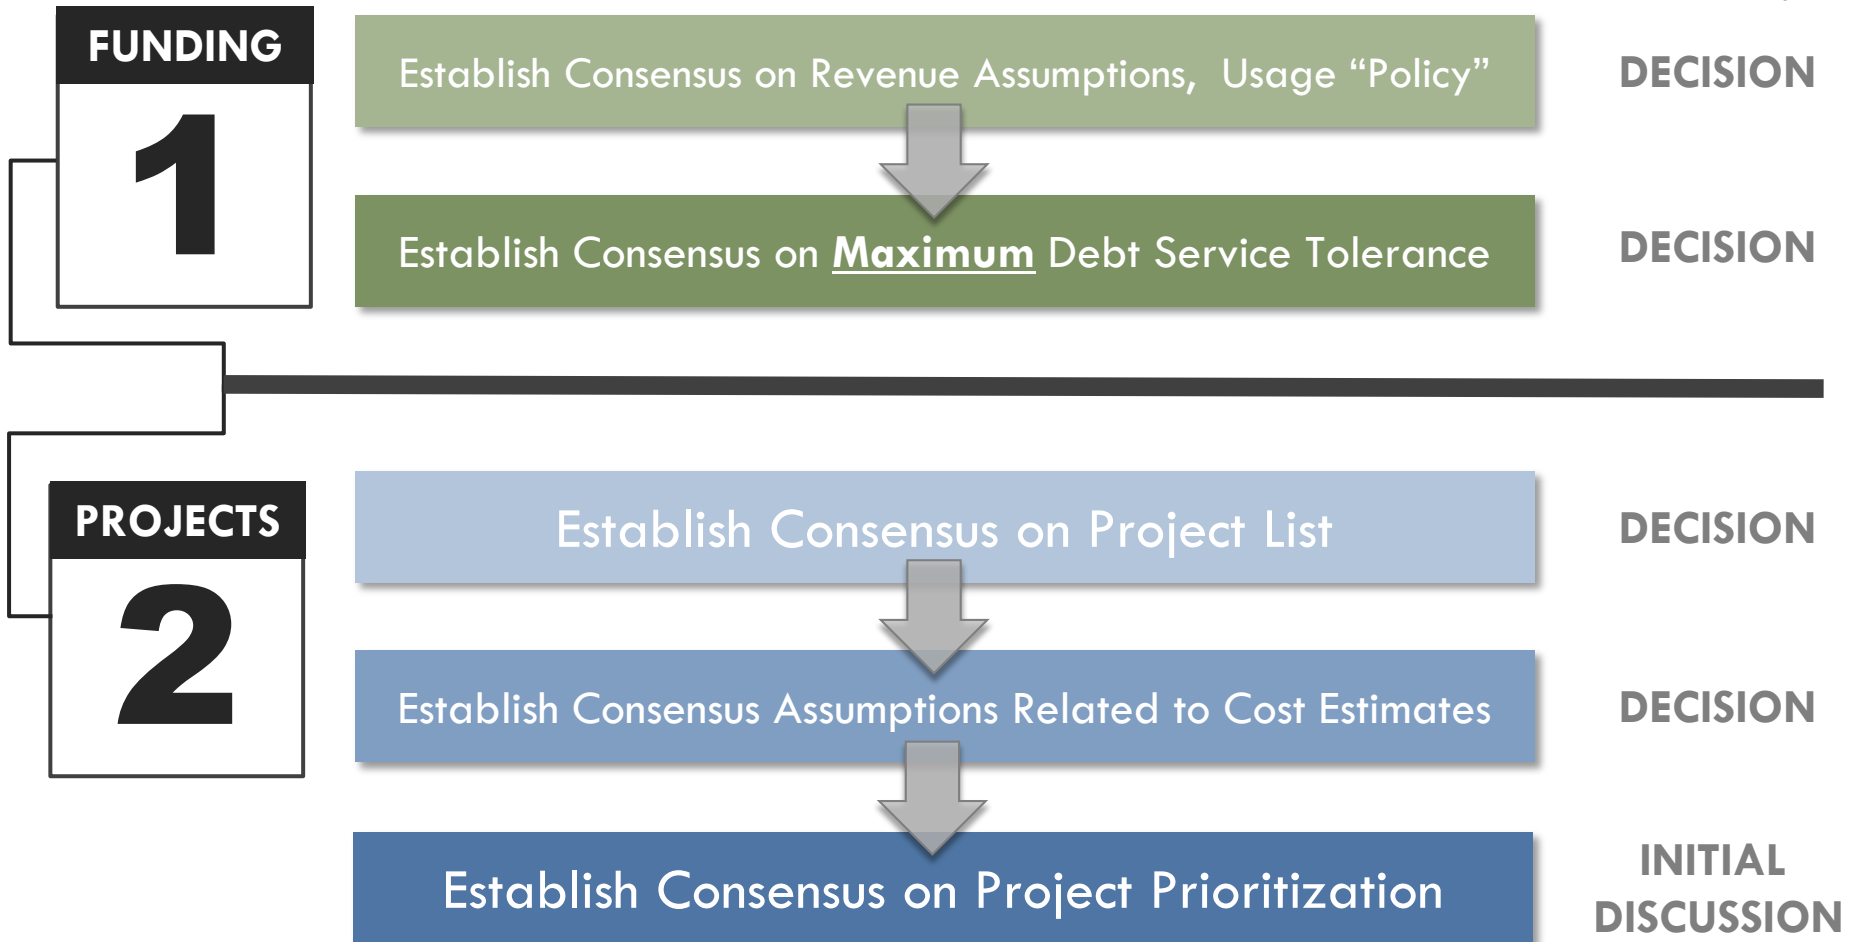 FUNDING
1
Establish Consensus on Revenue Assumptions, Usage “Policy”
DECISION
Establish Consensus on Maximum Debt Service Tolerance
DECISION
PROJECTS
2
Establish Consensus on Project List
DECISION
Establish Consensus Assumptions Related to Cost Estimates
DECISION
Establish Consensus on Project Prioritization
INITIAL
DISCUSSION